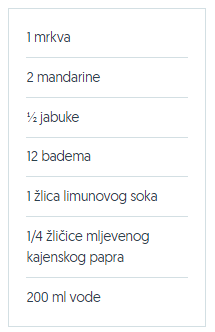 1 mrkva
2 mandarine
½ jabuke
12 badema
1 žlica limunovog soka
1/4 žličice mljevenog
kajenskog papra
200 ml vode